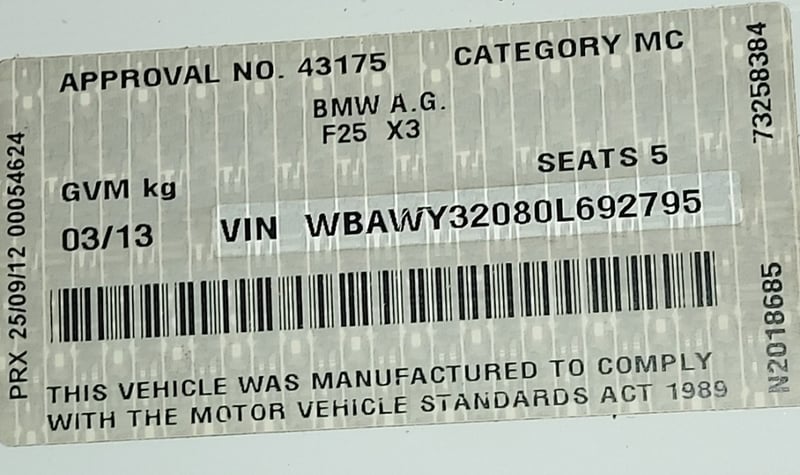 APPROVAL NO. 43175 CATEGORY MC
BMW A.G.
F25 X3
SEATS 5
GVM kg
03/13 VIN WBAWY32080L692795
THIS VEHICLE WAS MANUFACTURED TO COMPLY
WITH THE MOTOR VEHICLE STANDARDS ACT 1989
PRX 25/09/12 00054624
73258384
N2018685